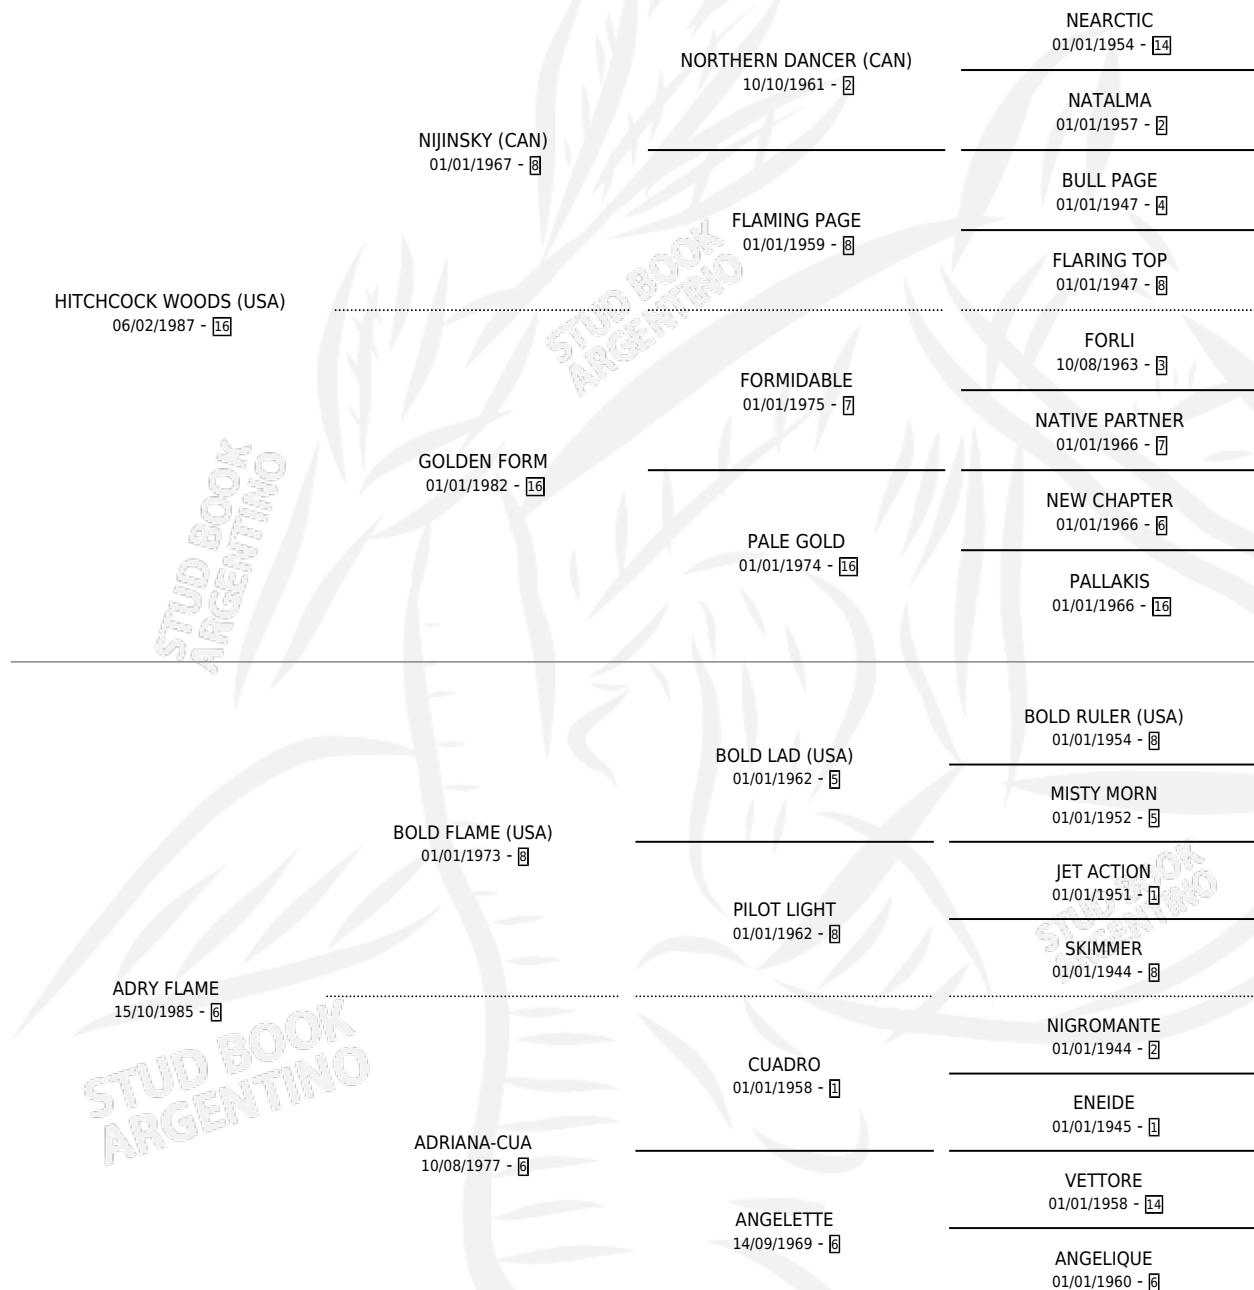 NEARCTIC
01/01/1954 - 14
NORTHERN DANCER (CAN)
10/10/1961 - 2
NATALMA
01/01/1957 - 2
NIJINSKY (CAN)
01/01/1967 - 8
BULL PAGE
01/01/1947 - 4
FLAMING PAGE
01/01/1959 - 8
FLARING TOP
01/01/1947 - 8
HITCHCOCK WOODS (USA)
06/02/1987 - 16
FORLI
10/08/1963 - 3
FORMIDABLE
01/01/1975 - 7
NATIVE PARTNER
01/01/1966 - 7
GOLDEN FORM
01/01/1982 - 16
NEW CHAPTER
01/01/1966 - 6
PALE GOLD
01/01/1974 - 16
PALLAKIS
01/01/1966 - 16
BOLD RULER (USA)
01/01/1954 - 8
BOLD LAD (USA)
01/01/1962 - 5
MISTY MORN
01/01/1952 - 5
BOLD FLAME (USA)
01/01/1973 - 8
JET ACTION
01/01/1951 - 1
PILOT LIGHT
01/01/1962 - 8
SKIMMER
01/01/1944 - 8
ADRY FLAME
15/10/1985 - 6
NIGROMANTE
01/01/1944 - 2
CUADRO
01/01/1958 - 1
ENEIDE
01/01/1945 - 1
ADRIANA-CUA
10/08/1977 - 6
VETTORE
01/01/1958 - 14
ANGELETTE
14/09/1969 - 6
ANGELIQUE
01/01/1960 - 6
STUD BOOK
ARGENTINO
STUD BOOK
ARGENTINO
STUD BOOK
ARGENTINO
STUD BOOK
ARGENTINO